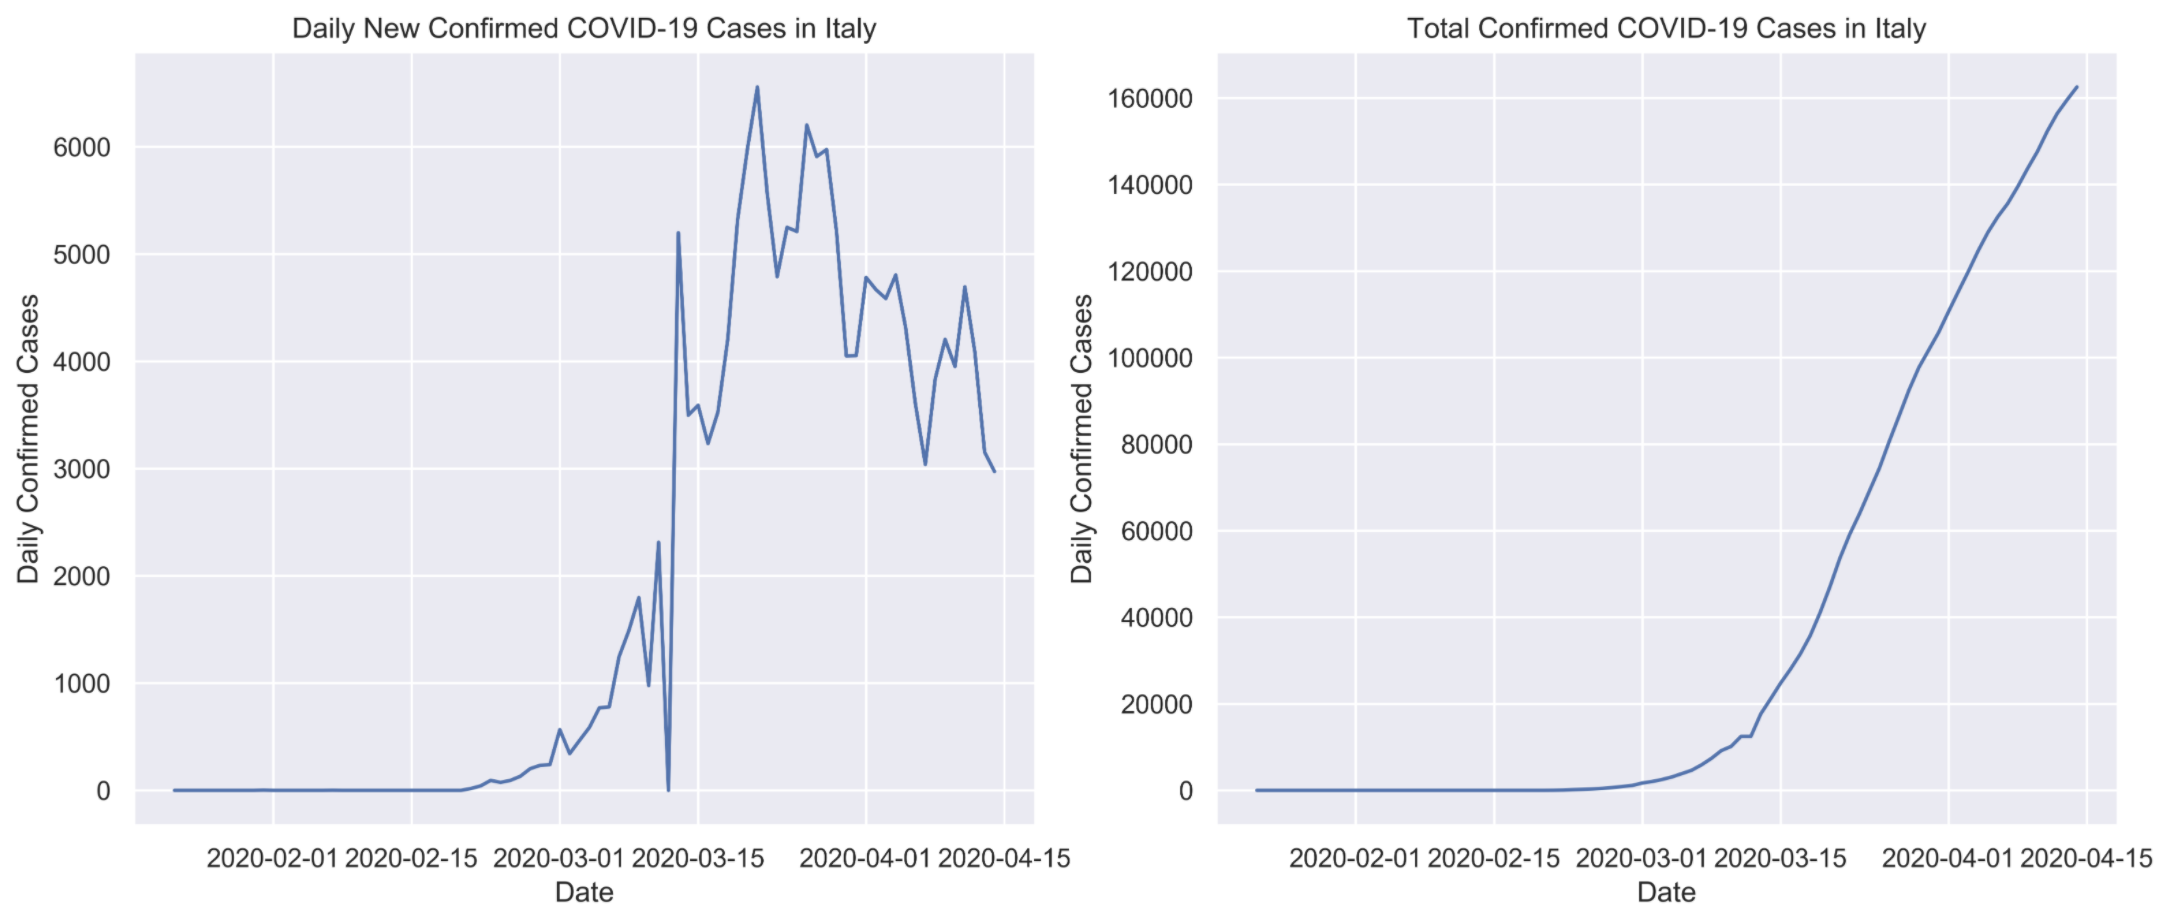 Daily New Confirmed COVID-19 Cases in Italy
Daily Confirmed Cases
6000
5000
4000
3000
2000
1000
0
2020-02-01 2020-02-15 2020-03-01 2020-03-15 2020-04-01 2020-04-15
Date
Total Confirmed COVID-19 Cases in Italy
Daily Confirmed Cases
160000
140000
120000
100000
80000
60000
40000
20000
0
2020-02-01 2020-02-15 2020-03-01 2020-03-15 2020-04-01 2020-04-15
Date